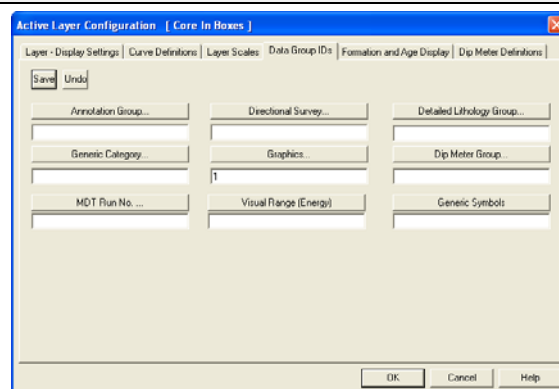 Active Layer Configuration [ Core In Boxes ]
Layer - Display Settings Curve Definitions Layer Scales Data Group IDs Formation and Age Display Dip Meter Definitions
Save Undo
Annotation Group... Directional Survey... Detailed Lithology Group...
Generic Category... Graphics... Dip Meter Group...
1
MDT Run No. ... Visual Range (Energy) Generic Symbols
OK Cancel Help